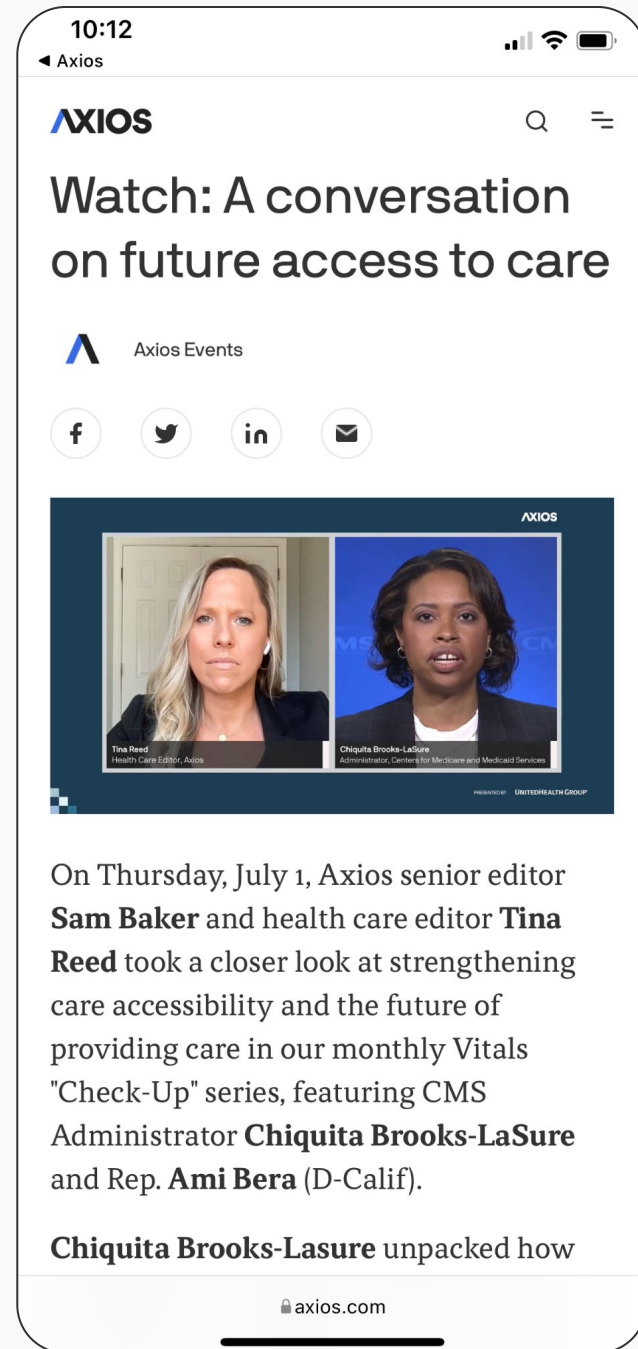 10:12
◀ Axios
AXIOS
Watch: A conversation
on future access to care
Axios Events
AXIOS
CMS
CM
Tina Reed
Health Care Editor, Axios
Chiquita Brooks-LaSure
Administrator, Centers for Medicare and Medicaid Services
PRESENTED BY UNITEDHEALTH GROUP
On Thursday, July 1, Axios senior editor
Sam Baker and health care editor Tina
Reed took a closer look at strengthening
care accessibility and the future of
providing care in our monthly Vitals
"Check-Up" series, featuring CMS
Administrator Chiquita Brooks-LaSure
and Rep. Ami Bera (D-Calif).
Chiquita Brooks-Lasure unpacked how
axios.com